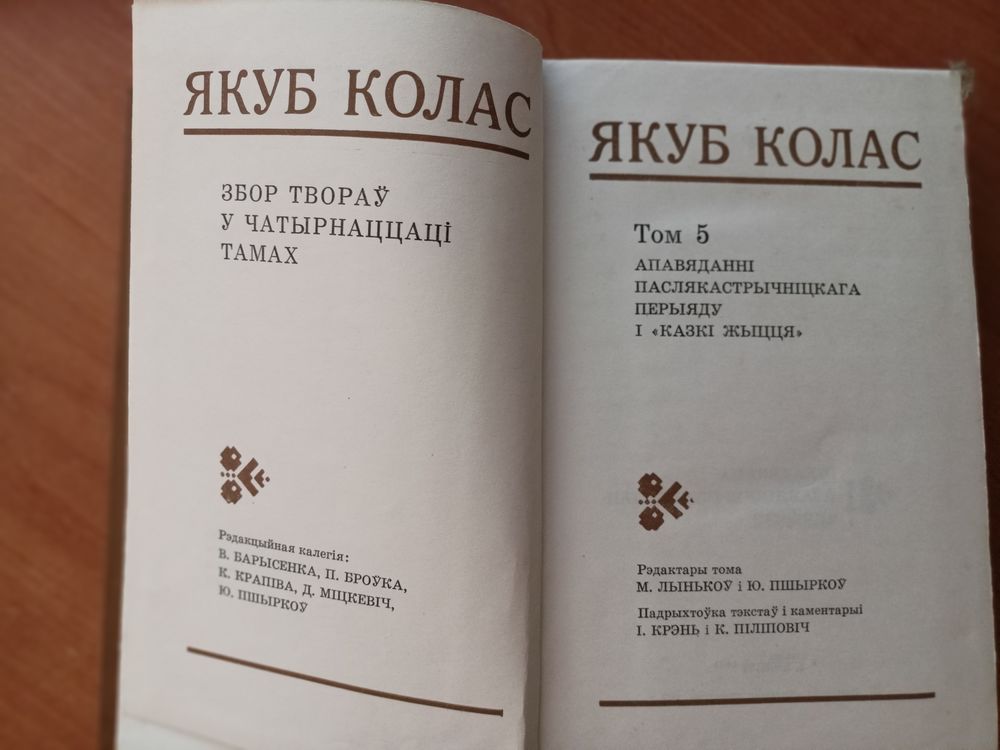 ЯКУБ КОЛАС
ЗБОР ТВОРАЎ
У ЧАТЫРНАЦЦАЦІ
ТАМАХ
Рэдакцыйная калегія:
В. БАРЫСЕНКА, П. БРОЎКА,
К. КРАПІВА, Д. МІЦКЕВІЧ,
Ю. ПШЫРКОЎ
ЯКУБ КОЛАС
Том 5
АПАВЯДАННІ
ПАСЛЯКАСТРЫЧНІЦКАГА
ПЕРЫЯДУ
І «КАЗКІ ЖЫЦЦЯ»
Рэдактары тома
М. ЛЫНЬКОЎ і Ю. ПШЫРКОЎ
Падрыхтоўка тэкстаў і каментарыі
І. КРЭНЬ і К. ПІЛІПОВІЧ